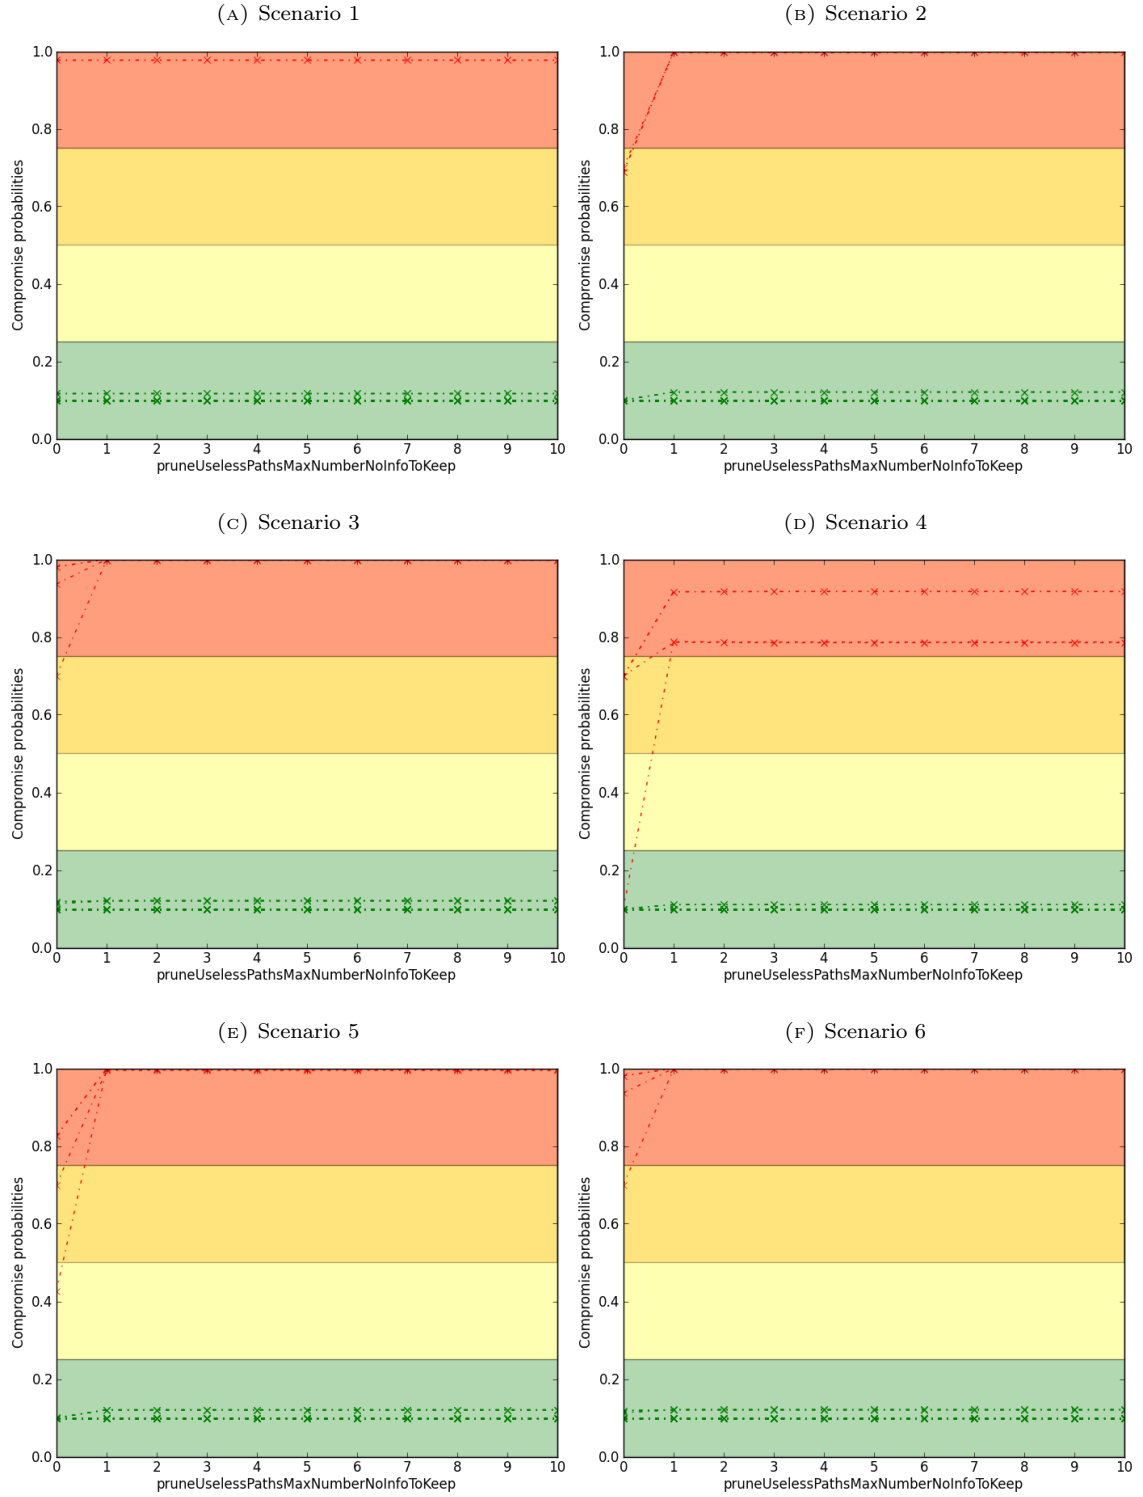 (A) Scenario 1
1.0
0.8
0.6
0.4
0.2
0.0
Compromise probabilities
0 1 2 3 4 5 6 7 8 9 10
pruneUselessPathsMaxNumberNoInfoToKeep
(B) Scenario 2
1.0
0.8
0.6
0.4
0.2
0.0
Compromise probabilities
0 1 2 3 4 5 6 7 8 9 10
pruneUselessPathsMaxNumberNoInfoToKeep
(C) Scenario 3
1.0
0.8
0.6
0.4
0.2
0.0
Compromise probabilities
0 1 2 3 4 5 6 7 8 9 10
pruneUselessPathsMaxNumberNoInfoToKeep
(D) Scenario 4
1.0
0.8
0.6
0.4
0.2
0.0
Compromise probabilities
0 1 2 3 4 5 6 7 8 9 10
pruneUselessPathsMaxNumberNoInfoToKeep
(E) Scenario 5
1.0
0.8
0.6
0.4
0.2
0.0
Compromise probabilities
0 1 2 3 4 5 6 7 8 9 10
pruneUselessPathsMaxNumberNoInfoToKeep
(F) Scenario 6
1.0
0.8
0.6
0.4
0.2
0.0
Compromise probabilities
0 1 2 3 4 5 6 7 8 9 10
pruneUselessPathsMaxNumberNoInfoToKeep